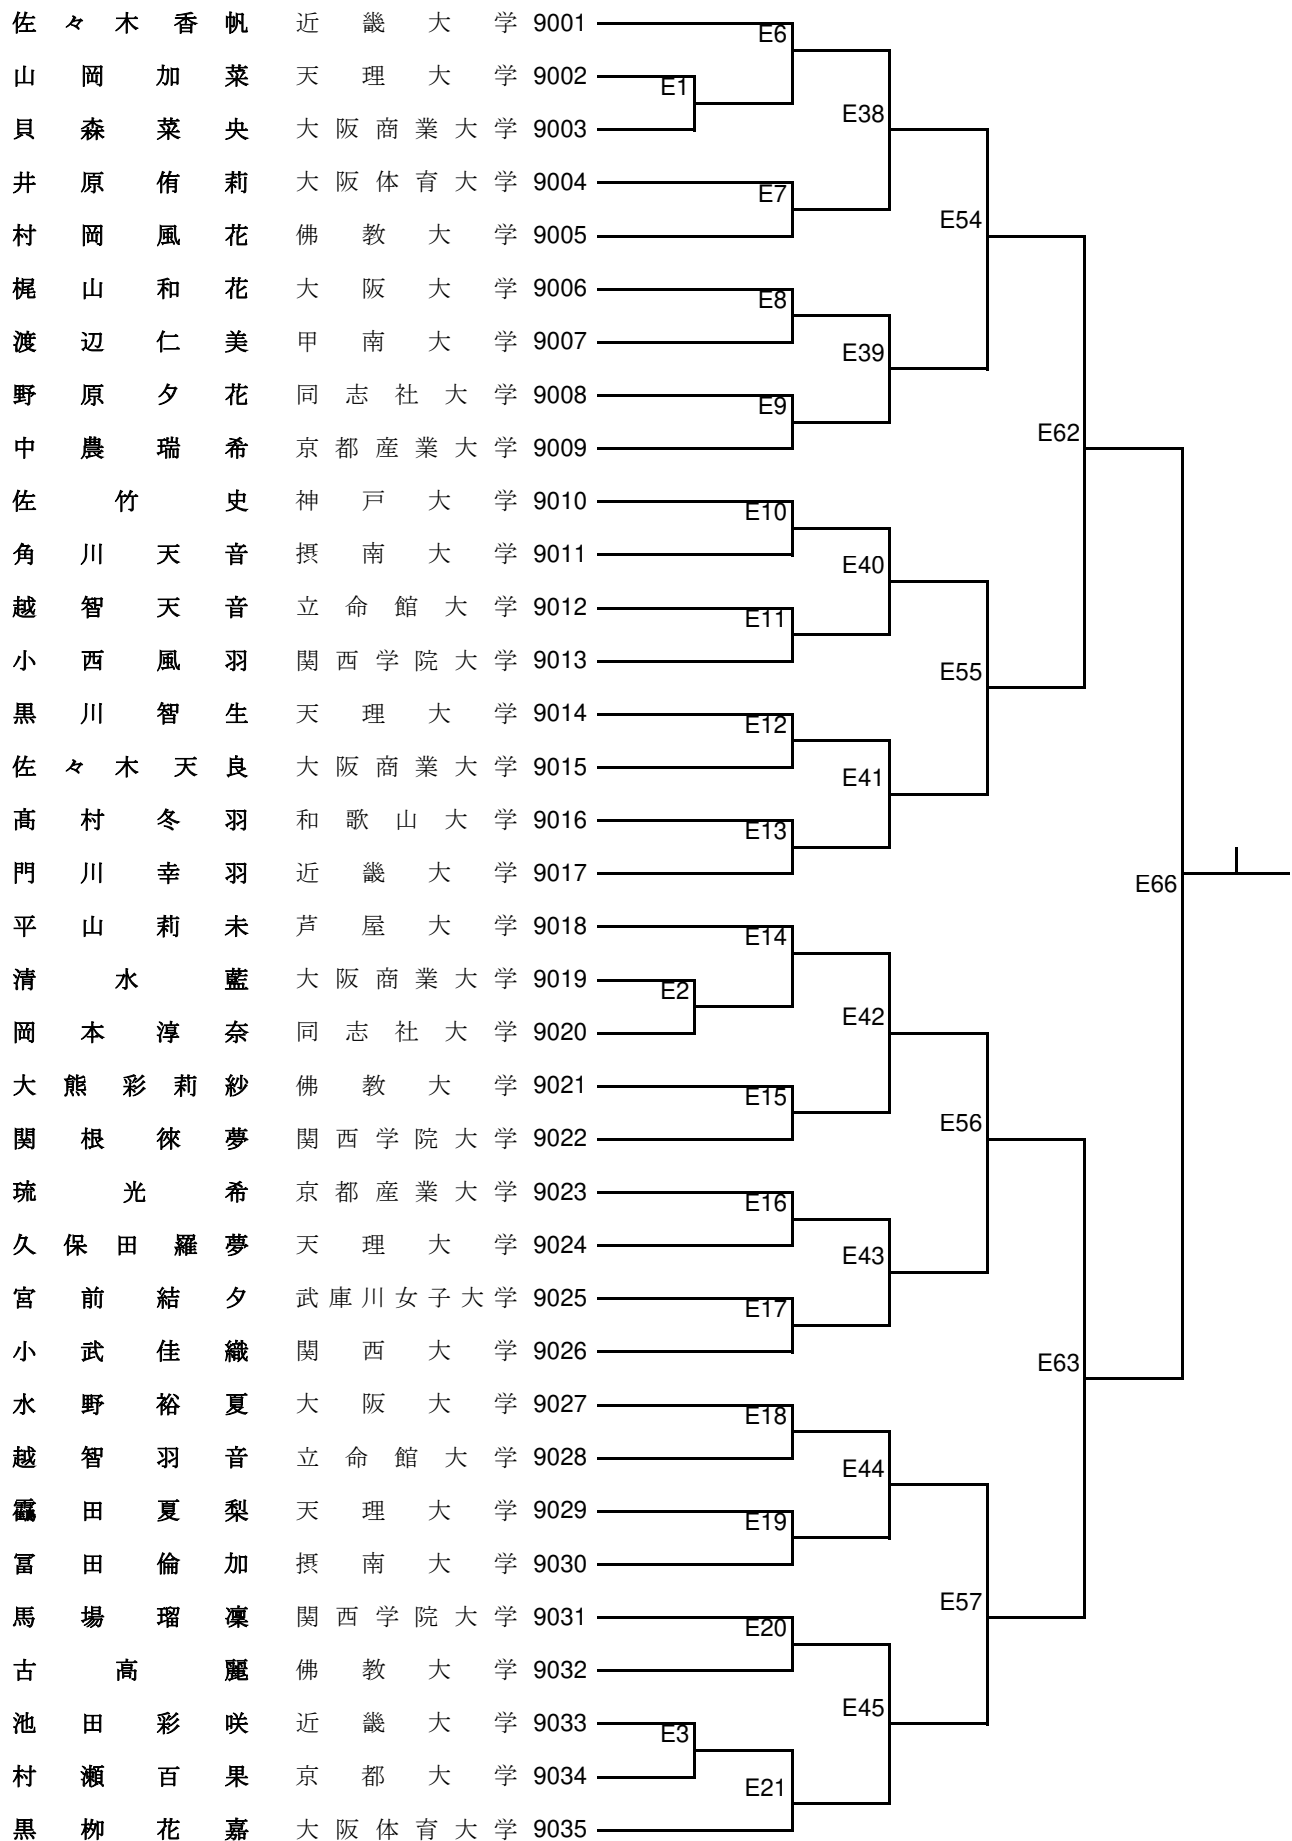 佐々木香帆 近畿大学 9001
E6
山岡加菜 天理大学 9002
E1
貝森菜央 大阪商業大学 9003
E38
井原侑莉 大阪体育大学 9004
E7
村岡風花 佛教大学 9005
E54
梶山和花 大阪大学 9006
E8
渡辺仁美 甲南大学 9007
E39
野原夕花 同志社大学 9008
E9
中農瑞希 京都産業大学 9009
E62
佐竹史 神戸大学 9010
E10
角川天音 摂南大学 9011
E40
越智天音 立命館大学 9012
E11
小西風羽 関西学院大学 9013
E55
黒川智生 天理大学 9014
E12
佐々木天良 大阪商業大学 9015
E41
髙村冬羽 和歌山大学 9016
E13
門川幸羽 近畿大学 9017
E66
平山莉未 芦屋大学 9018
E14
清水藍 大阪商業大学 9019
E2
岡本淳奈 同志社大学 9020
E42
大熊彩莉紗 佛教大学 9021
E15
関根徠夢 関西学院大学 9022
E56
琉光希 京都産業大学 9023
E16
久保田羅夢 天理大学 9024
E43
宮前結夕 武庫川女子大学 9025
E17
小武佳織 関西大学 9026
E63
水野裕夏 大阪大学 9027
E18
越智羽音 立命館大学 9028
E44
靍田夏梨 天理大学 9029
E19
冨田倫加 摂南大学 9030
馬場瑠凜 関西学院大学 9031
E57
E20
古高麗 佛教大学 9032
E45
池田彩咲 近畿大学 9033
E3
村瀬百果 京都大学 9034
E21
黒栁花嘉 大阪体育大学 9035